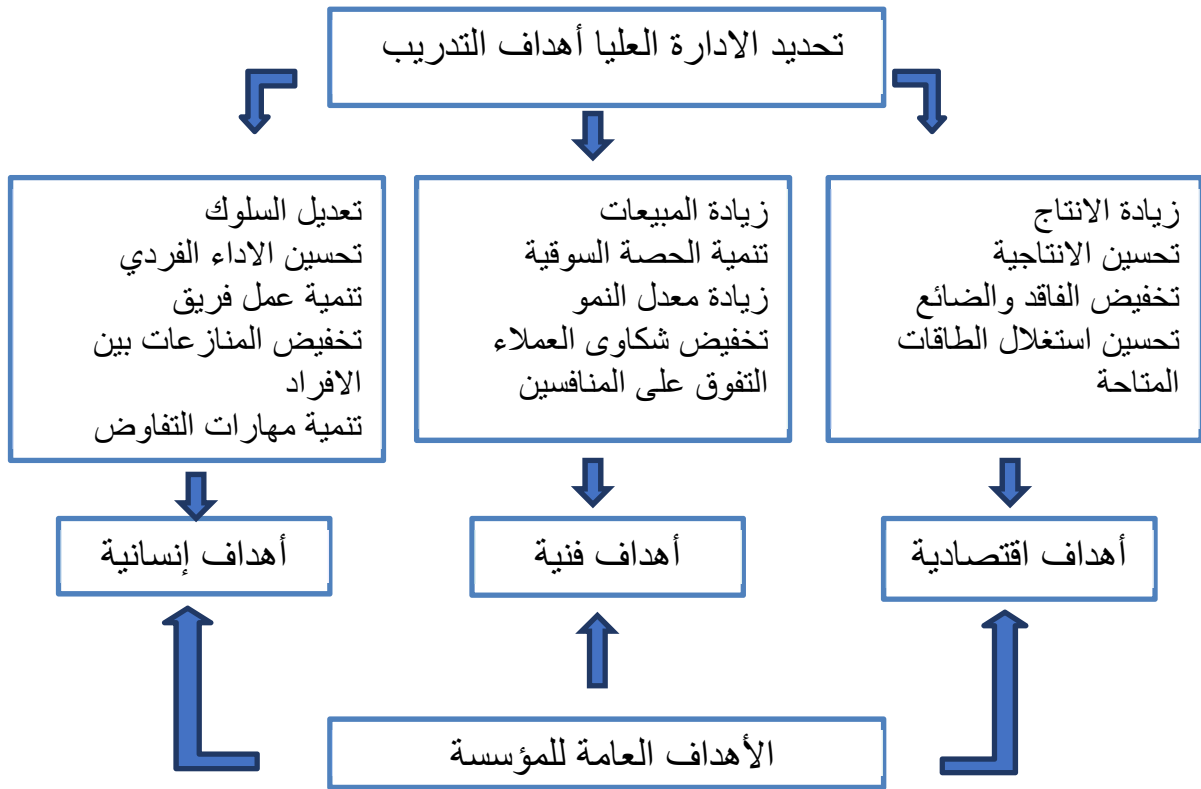 تحديد الادارة العليا أهداف التدريب
زيادة الانتاج
تحسين الانتاجية
تخفيض الفاقد والضائع
تحسين استغلال الطاقات
المتاحة
زيادة المبيعات
تنمية الحصة السوقية
زيادة معدل النمو
تخفيض شكاوى العملاء
التفوق على المنافسين
تعديل السلوك
تحسين الاداء الفردي
تنمية عمل فريق
تخفيض المنازعات بين
الافراد
تنمية مهارات التفاوض
أهداف اقتصادية
أهداف فنية
أهداف إنسانية
الأهداف العامة للمؤسسة